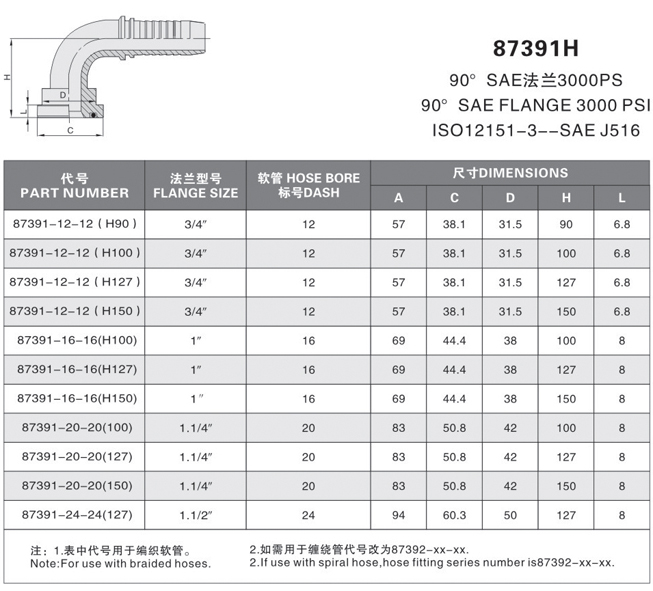 H
D
L
C
87391H
90° SAE法兰3000PS
90° SAE FLANGE 3000 PSI
ISO12151-3--SAE J516
代号 法兰型号 软管 HOSE BORE 尺寸DIMENSIONS
PART NUMBER FLANGE SIZE 标号DASH A C D H L
87391-12-12（H90） 3/4″ 12 57 38.1 31.5 90 6.8
87391-12-12（H100） 3/4″ 12 57 38.1 31.5 100 6.8
87391-12-12（H127） 3/4″ 12 57 38.1 31.5 127 6.8
87391-12-12（H150） 3/4″ 12 57 38.1 31.5 150 6.8
87391-16-16(H100) 1″ 16 69 44.4 38 100 8
87391-16-16(H127) 1″ 16 69 44.4 38 127 8
87391-16-16(H150) 1″ 16 69 44.4 38 150 8
87391-20-20(100) 1.1/4″ 20 83 50.8 42 100 8
87391-20-20(127) 1.1/4″ 20 83 50.8 42 127 8
87391-20-20(150) 1.1/4″ 20 83 50.8 42 150 8
87391-24-24(127) 1.1/2″ 24 94 60.3 50 127 8
注：1.表中代号用于编织软管。 2.如需用于缠绕管代号改为87392-xx-xx.
Note:For use with braided hoses. 2.If use with spiral hose,hose fitting series number is87392-xx-xx.